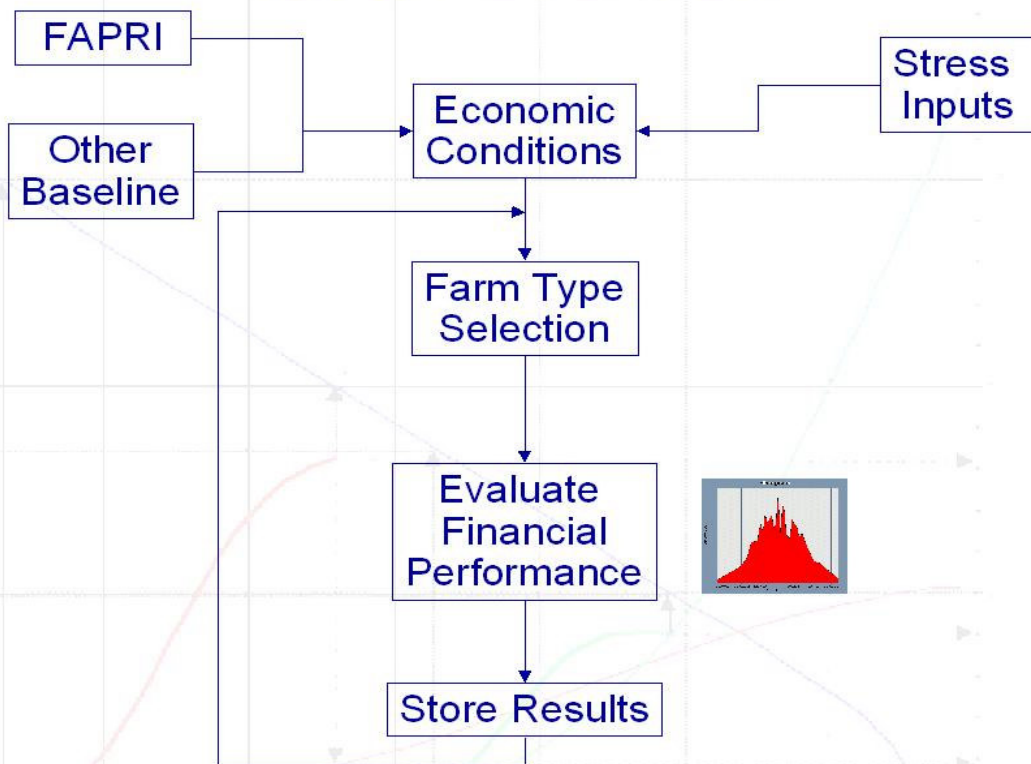 FAPRI
Stress
Inputs
Economic
Conditions
Other
Baseline
Farm Type
Selection
Evaluate
Financial
Performance
Store Results